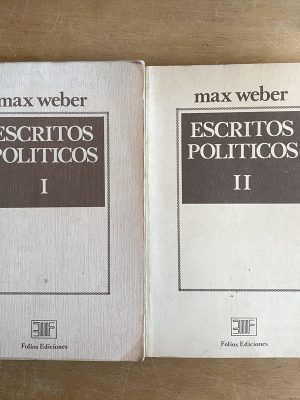 max weber
ESCRITOS
POLITICOS
I
Folios Ediciones
max weber
ESCRITOS
POLITICOS
II
Folios Ediciones